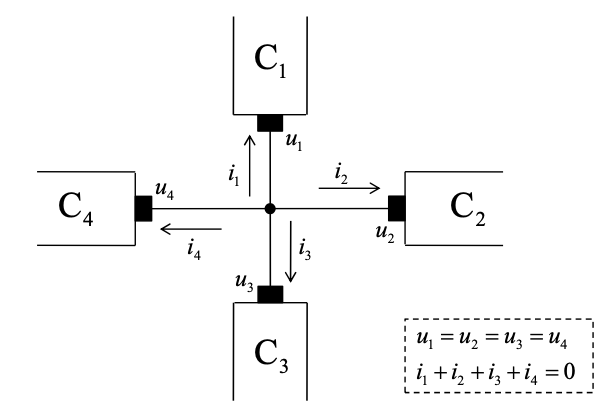 C₁
u₁
i₁
i₂
u₄
C₄
C₂
u₂
i₄
i₃
u₃
C₃
u₁ = u₂ = u₃ = u₄
i₁ + i₂ + i₃ + i₄ = 0